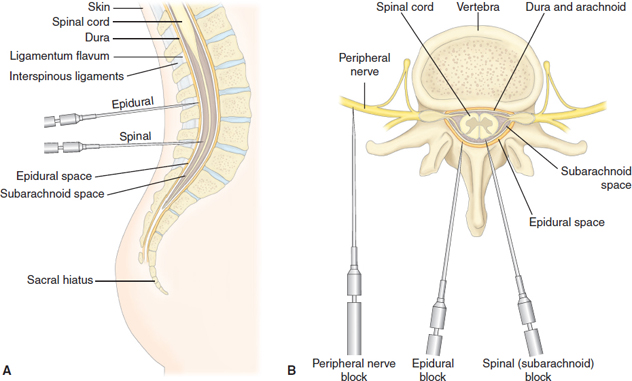 Skin
Spinal cord
Dura
Ligamentum flavum
Interspinous ligaments
Epidural
Spinal
Epidural space
Subarachnoid space
Sacral hiatus
A
Spinal cord
Vertebra
Dura and arachnoid
Peripheral
nerve
Subarachnoid
space
Epidural space
Peripheral nerve
block
Epidural
block
Spinal (subarachnoid)
block
B